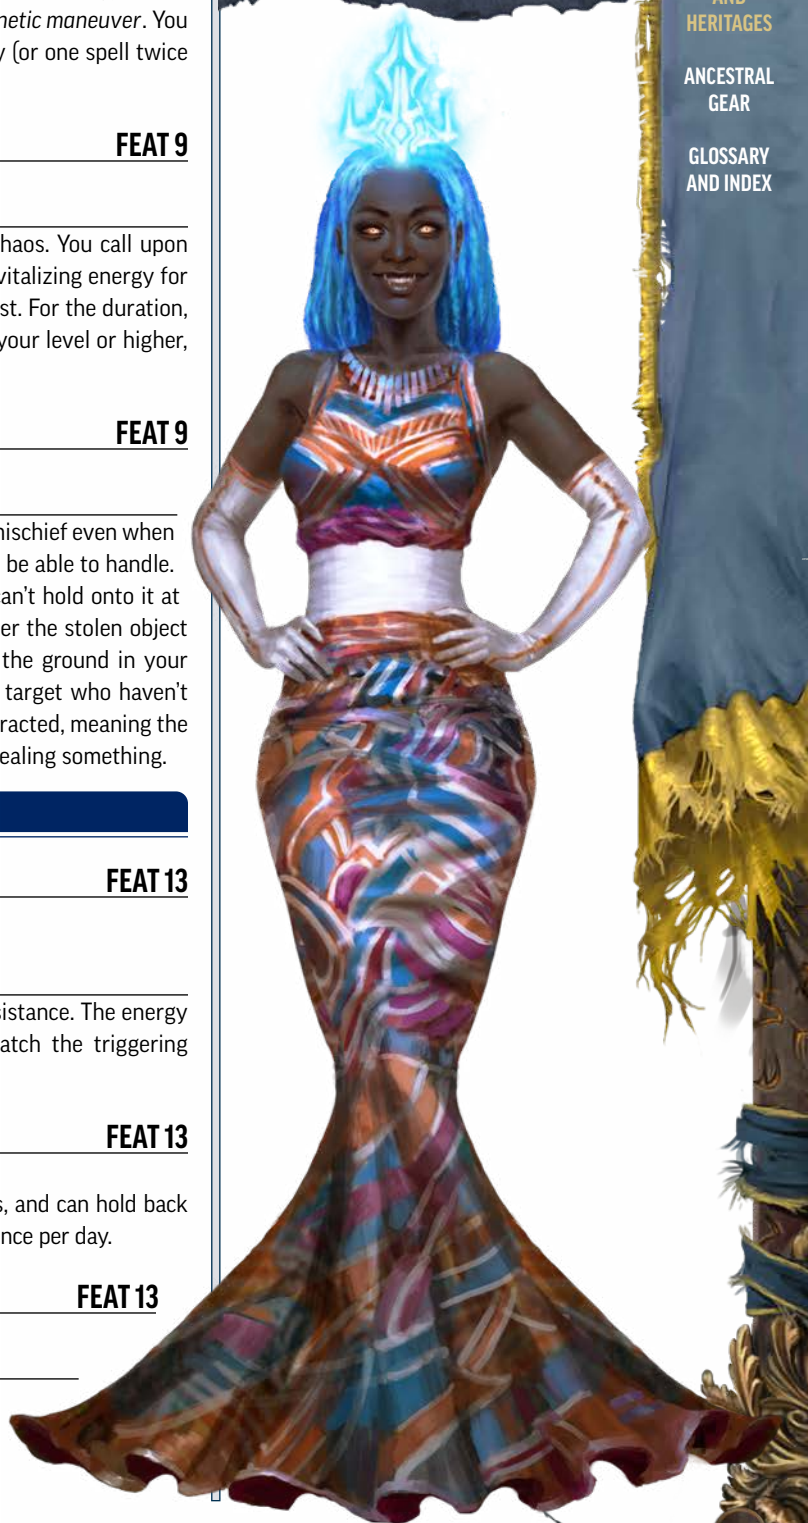 netic maneuver. You
y (or one spell twice
FEAT 9
haos. You call upon
vitalizing energy for
st. For the duration,
your level or higher,
FEAT 9
mischief even when
be able to handle.
can't hold onto it at
er the stolen object
the ground in your
target who haven't
racted, meaning the
ealing something.
FEAT 13
sistance. The energy
atch the triggering
FEAT 13
s, and can hold back
nce per day.
FEAT 13
AND
HERITAGES
ANCESTRAL
GEAR
GLOSSARY
AND INDEX